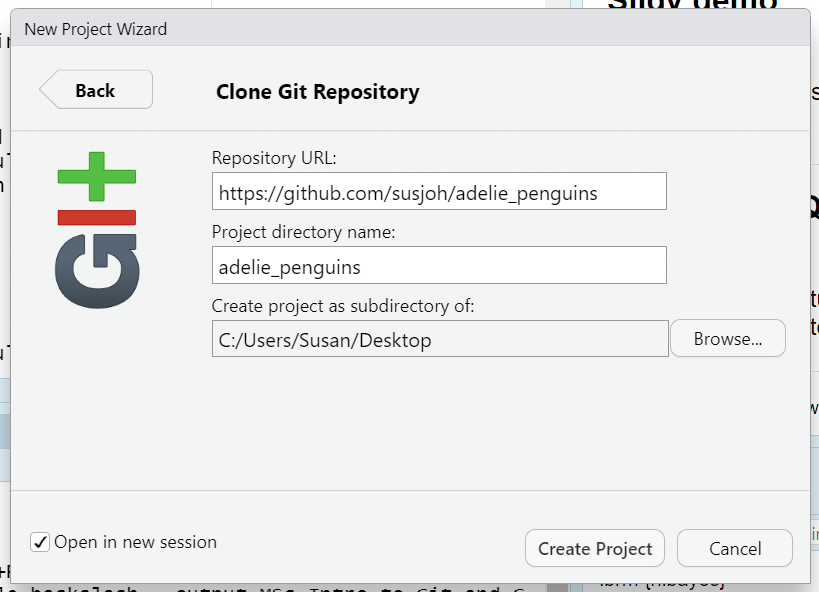 New Project Wizard
Back
Clone Git Repository
Repository URL:
https://github.com/susjoh/adelie_penguins
Project directory name:
adelie_penguins
Create project as subdirectory of:
C:/Users/Susan/Desktop
Browse...
GIt
Open in new session
Create Project
Cancel